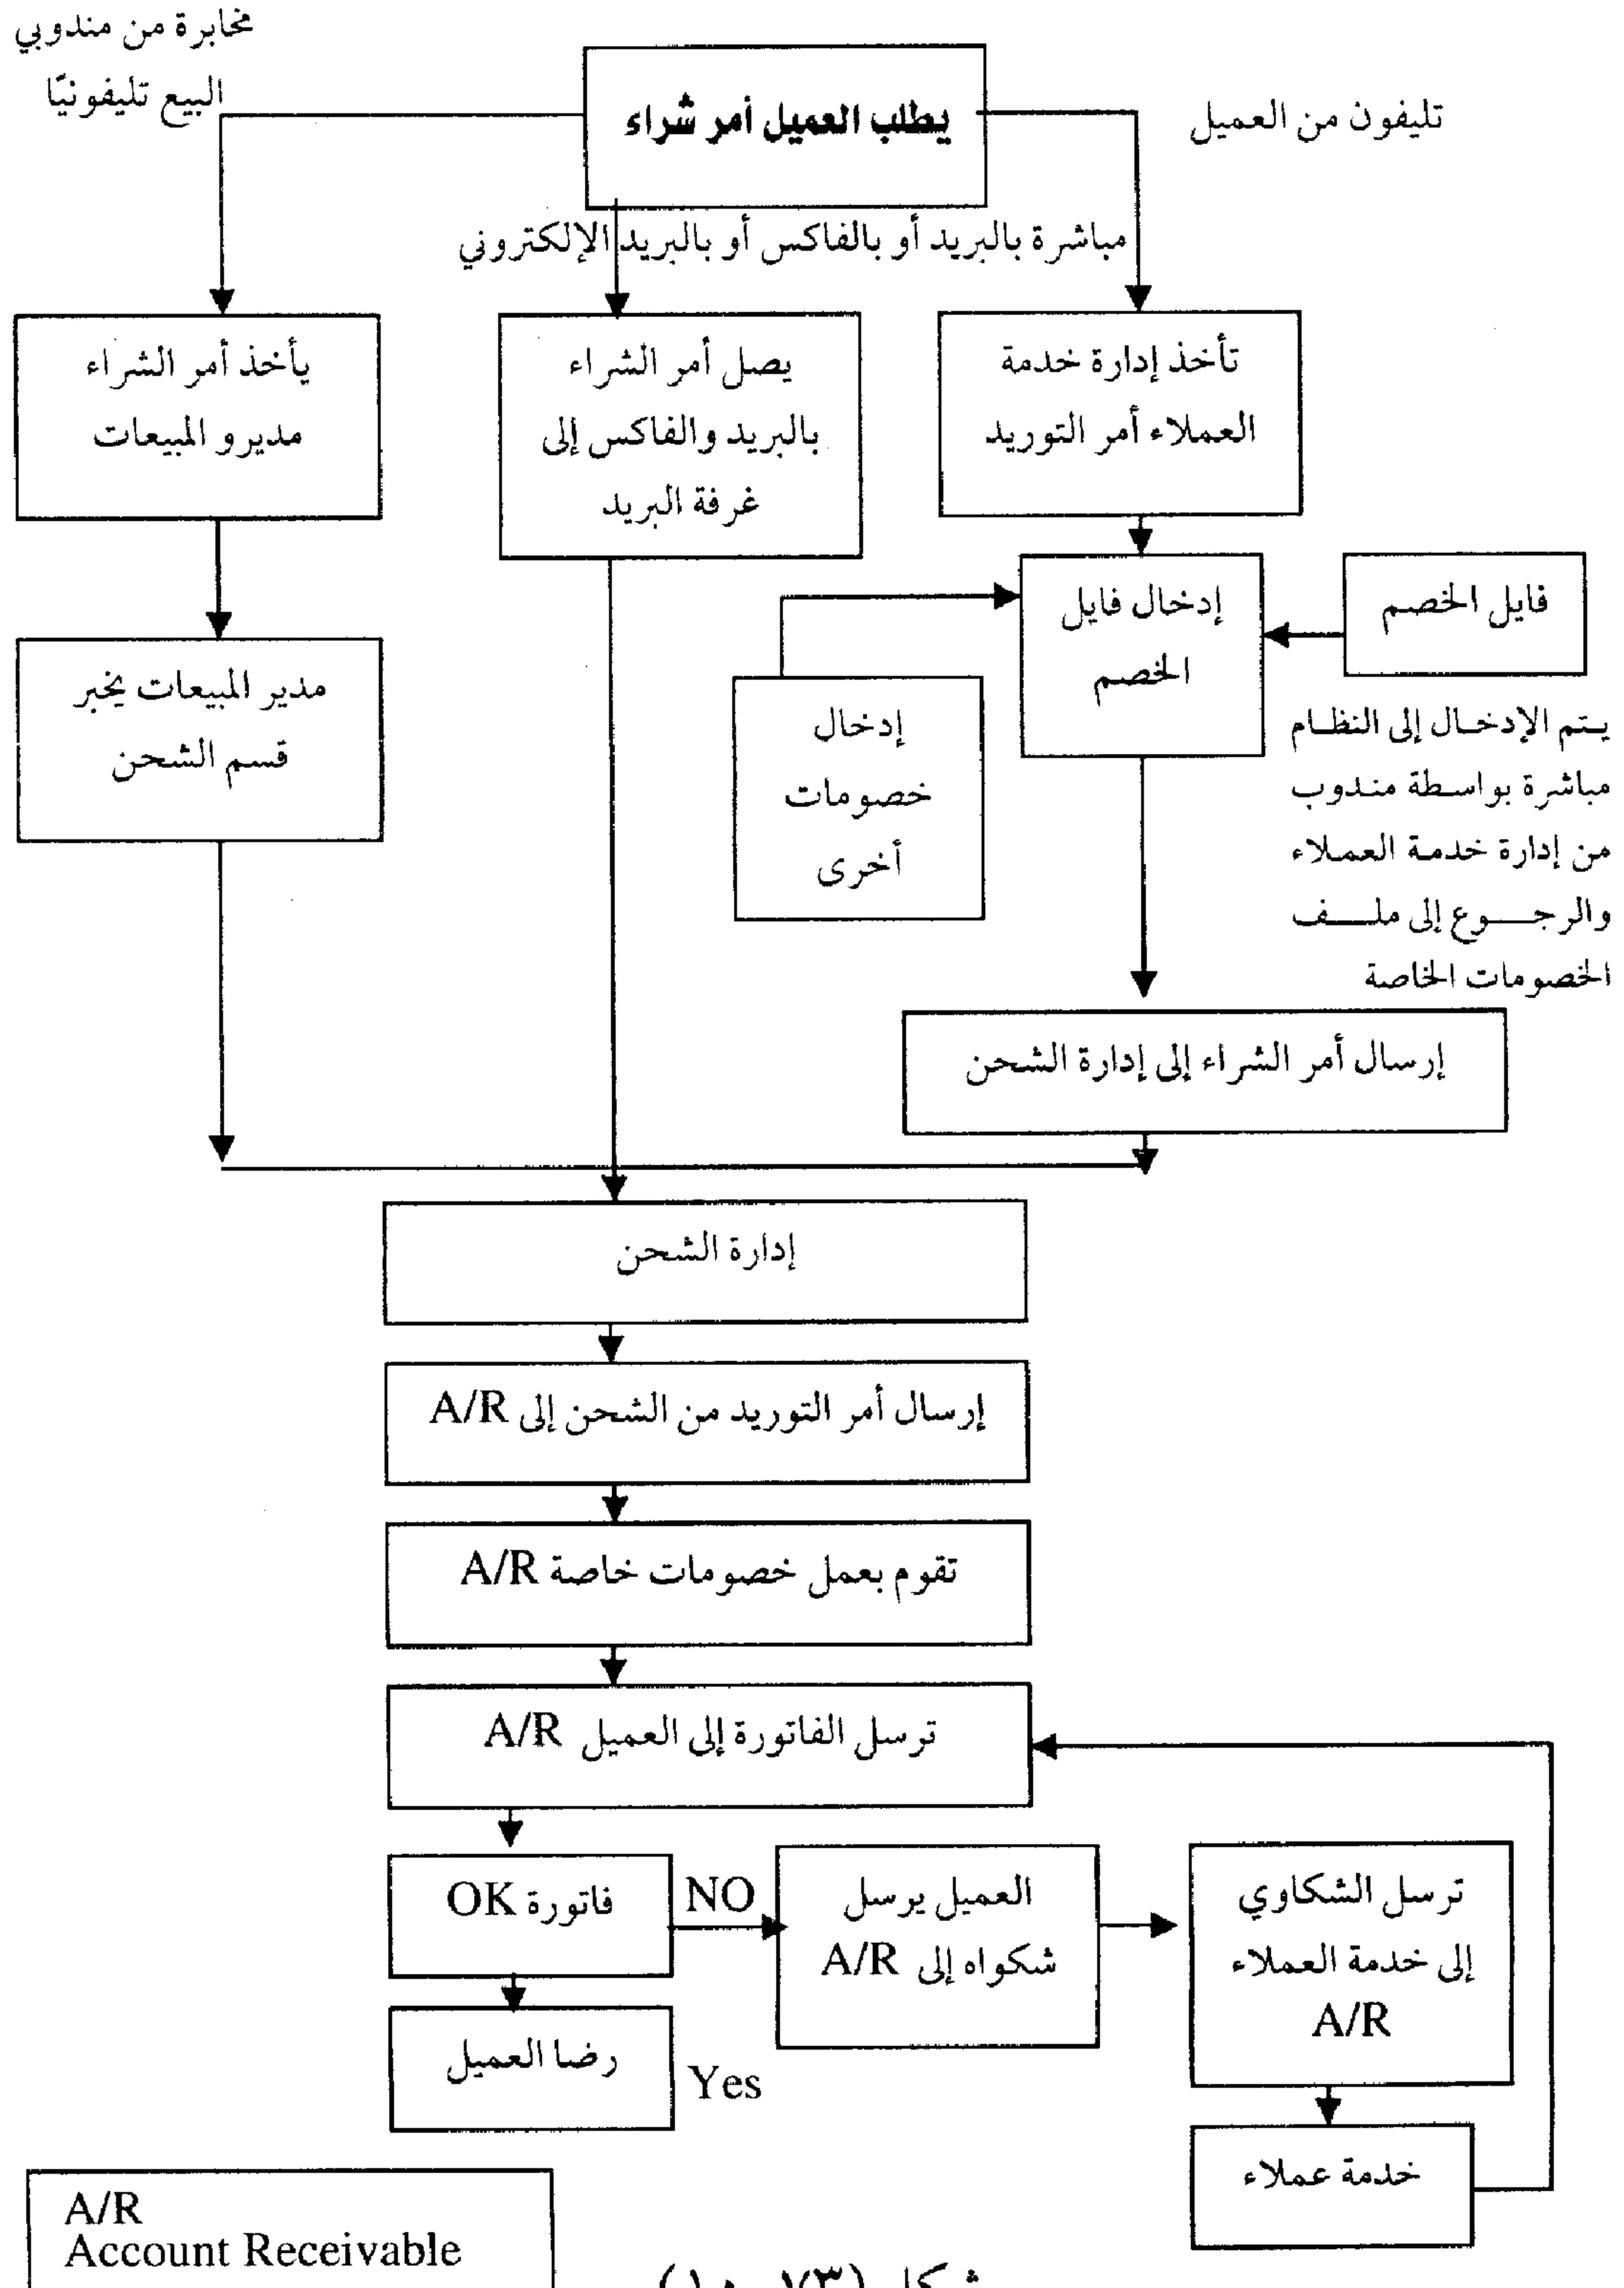 مخابرة من مندوبي
البيع تليفونيًا
يطلب العميل أمر شراء
تليفون من العميل
مباشرة بالبريد أو بالفاكس أو بالبريد الإلكتروني
تأخذ إدارة خدمة
العملاء أمر التوريد
يصل أمر الشراء
بالبريد والفاكس إلى
غرفة البريد
يأخذ أمر الشراء
مديرو المبيعات
فايل الخصم
إدخال فايل
الخصم
إدخال
خصومات
أخرى
مدير المبيعات يخبر
قسم الشحن
يتم الإدخال إلى النظام
مباشرة بواسطة مندوب
من إدارة خدمة العملاء
والرجوع إلى ملف
الخصومات الخاصة
إرسال أمر الشراء إلى إدارة الشحن
إدارة الشحن
إرسال أمر التوريد من الشحن إلى A/R
تقوم بعمل خصومات خاصة A/R
ترسل الفاتورة إلى العميل A/R
فاتورة OK
NO
العميل يرسل
شكواه إلى A/R
ترسل الشكاوي
إلى خدمة العملاء
A/R
رضا العميل
Yes
خدمة عملاء
A/R
Account Receivable